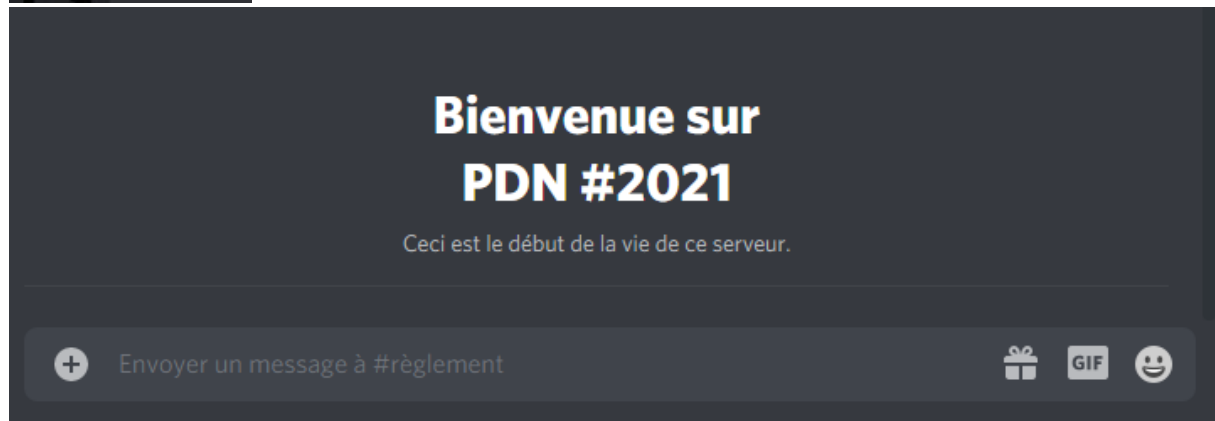 Bienvenue sur
PDN #2021
Ceci est le début de la vie de ce serveur.
Envoyer un message à #règlement
GIF